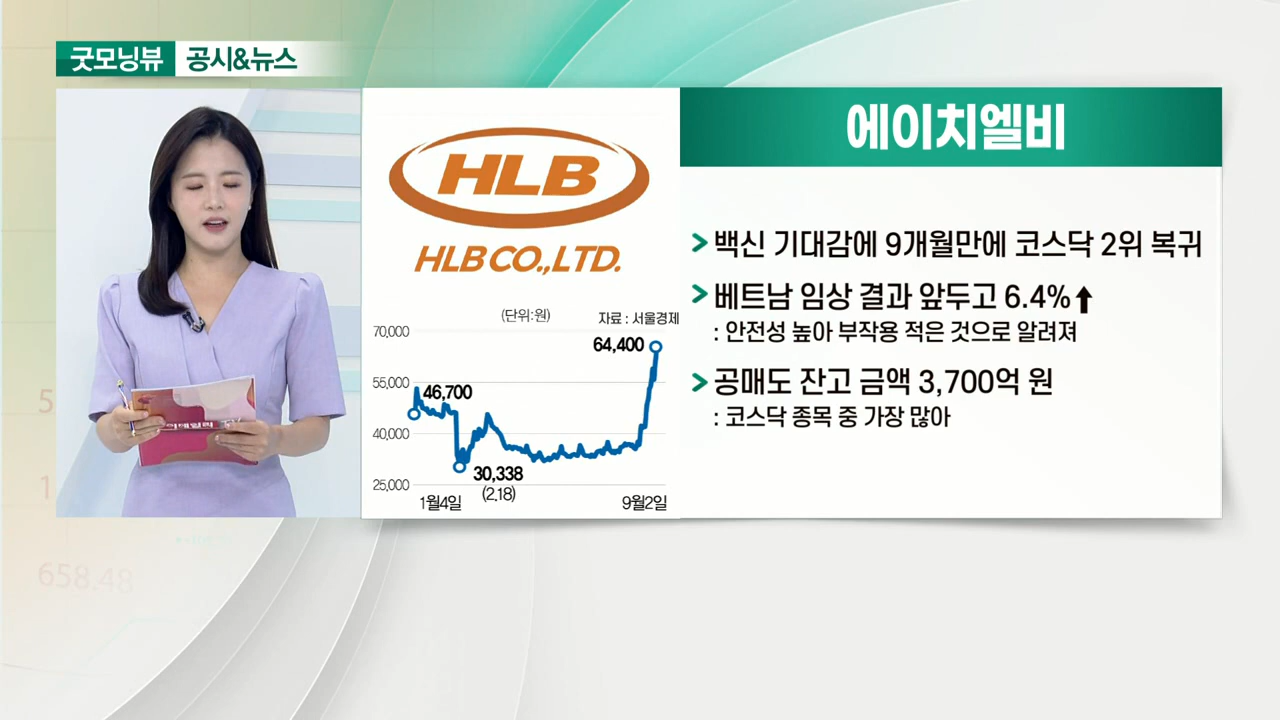 굿모닝뷰 공시&뉴스
에이치엘비
HLB
HLB CO.,LTD.
백신 기대감에 9개월만에 코스닥 2위 복귀
베트남 임상 결과 앞두고 6.4%⬆
: 안전성 높아 부작용 적은 것으로 알려져
공매도 잔고 금액 3,700억 원
: 코스닥 종목 중 가장 많아
(단위:원)
자료 : 서울경제
70,000
64,400
55,000
46,700
40,000
30,338
(2.18)
25,000
1월4일
9월2일
이데일리
658.48